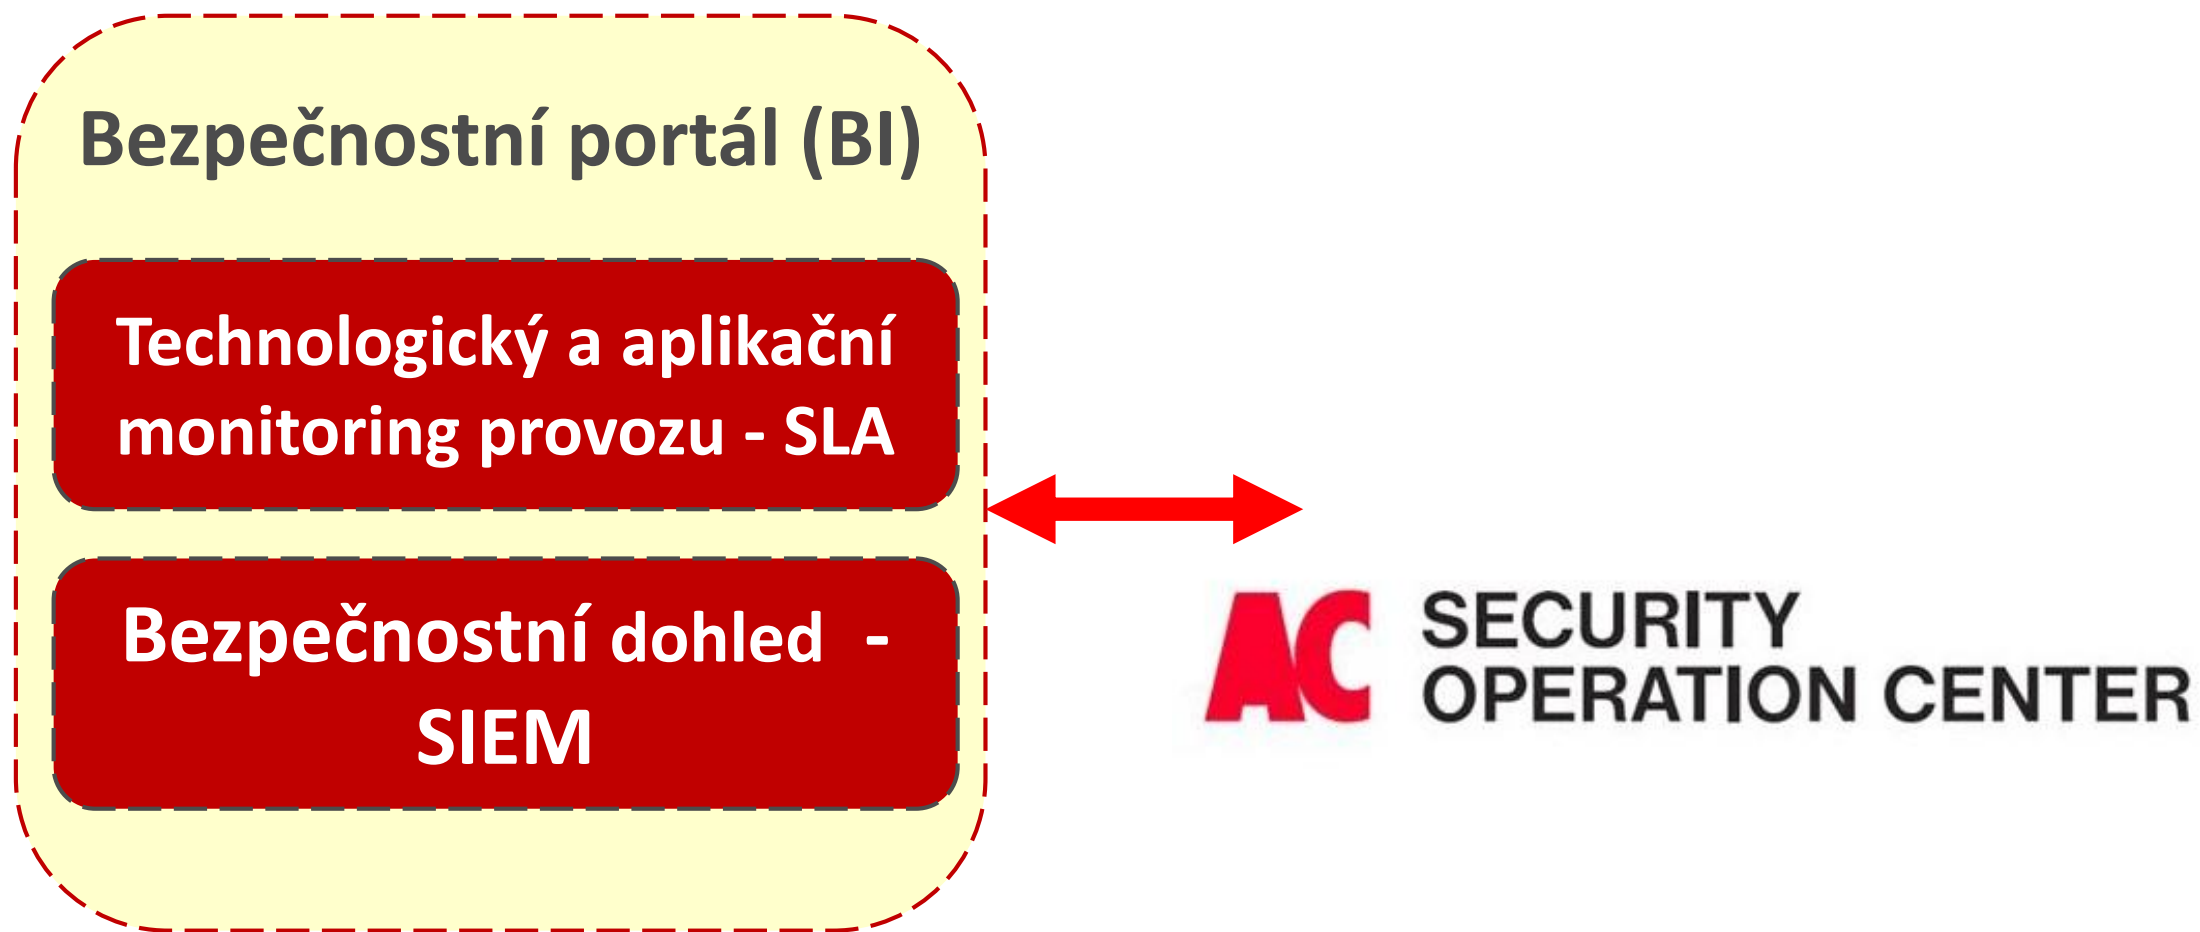 Bezpečnostní portál (BI)
Technologický a aplikační
monitoring provozu - SLA
Bezpečnostní dohled -
SIEM
AC SECURITY
OPERATION CENTER